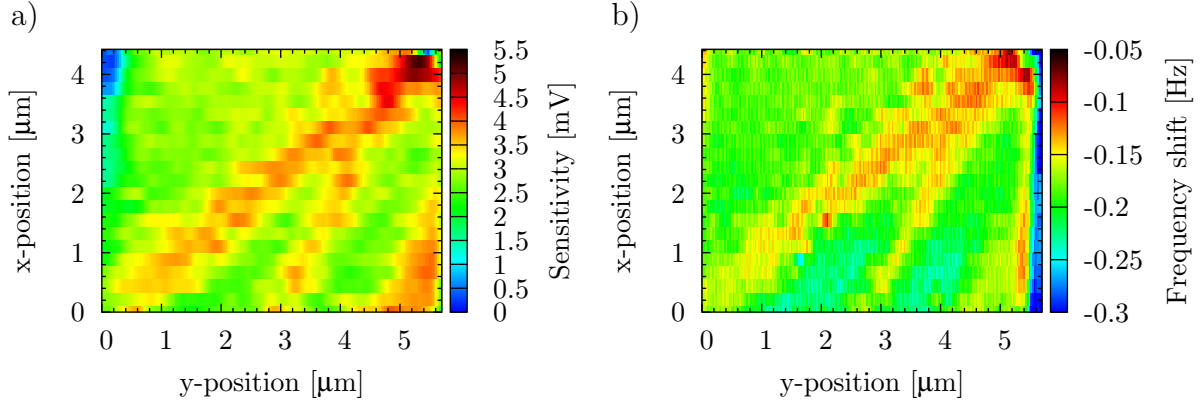 a)
x-position [µm]
4
3
2
1
0
0 1 2 3 4 5
y-position [µm]
5.5
5
4.5
4
3.5
3
2.5
2
1.5
1
0.5
0
Sensitivity [mV]
b)
x-position [µm]
4
3
2
1
0
0 1 2 3 4 5
y-position [µm]
-0.05
-0.1
-0.15
-0.2
-0.25
-0.3
Frequency shift [Hz]